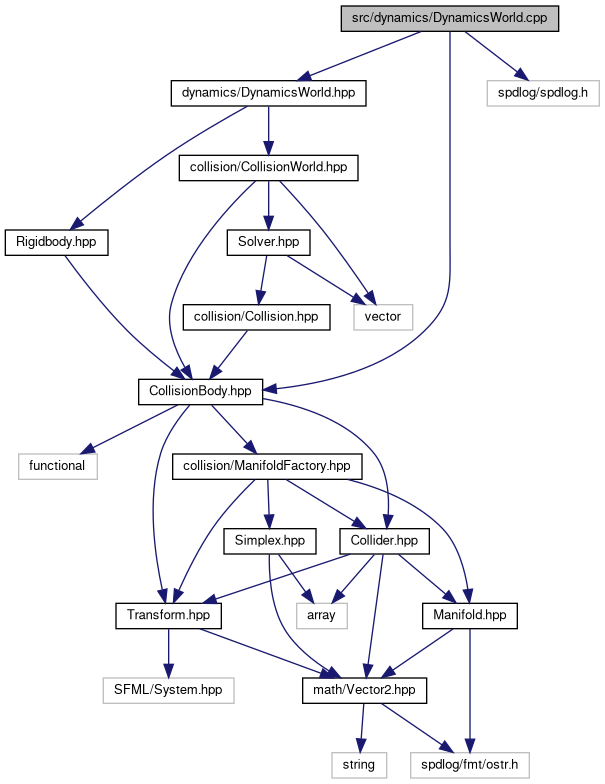 src/dynamics/DynamicsWorld.cpp
dynamics/DynamicsWorld.hpp
spdlog/spdlog.h
collision/CollisionWorld.hpp
Rigidbody.hpp
Solver.hpp
collision/Collision.hpp
vector
CollisionBody.hpp
functional
collision/ManifoldFactory.hpp
Simplex.hpp
Collider.hpp
Transform.hpp
array
Manifold.hpp
SFML/System.hpp
math/Vector2.hpp
string
spdlog/fmt/ostr.h